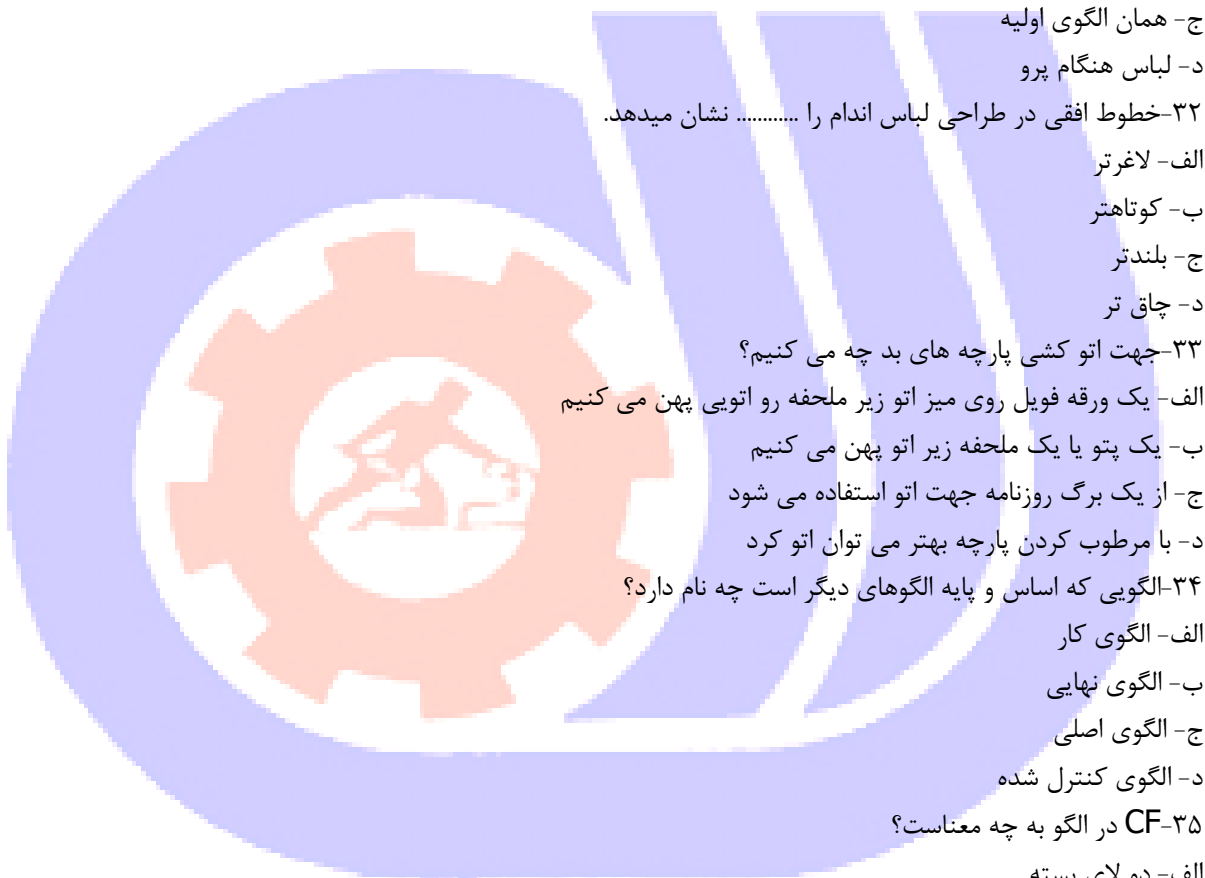 ج- همان الگوی اولیه
د- لباس هنگام پرو
۳۲-خطوط افقی در طراحی لباس اندام را ............ نشان میدهد.
الف- لاغرتر
ب- کوتاهتر
ج- بلندتر
د- چاق تر
۳۳-جهت اتو کشی پارچه های بد چه می کنیم؟
الف- یک ورقه فویل روی میز اتو زیر ملحفه رو اتویی پهن می کنیم
ب- یک پتو یا یک ملحفه زیر اتو پهن می کنیم
ج- از یک برگ روزنامه جهت اتو استفاده می شود
د- با مرطوب کردن پارچه بهتر می توان اتو کرد
۳۴-الگویی که اساس و پایه الگوهای دیگر است چه نام دارد؟
الف- الگوی کار
ب- الگوی نهایی
ج- الگوی اصلی
د- الگوی کنترل شده
۳۵-CF در الگو به چه معناست؟
الف- دو لای بسته